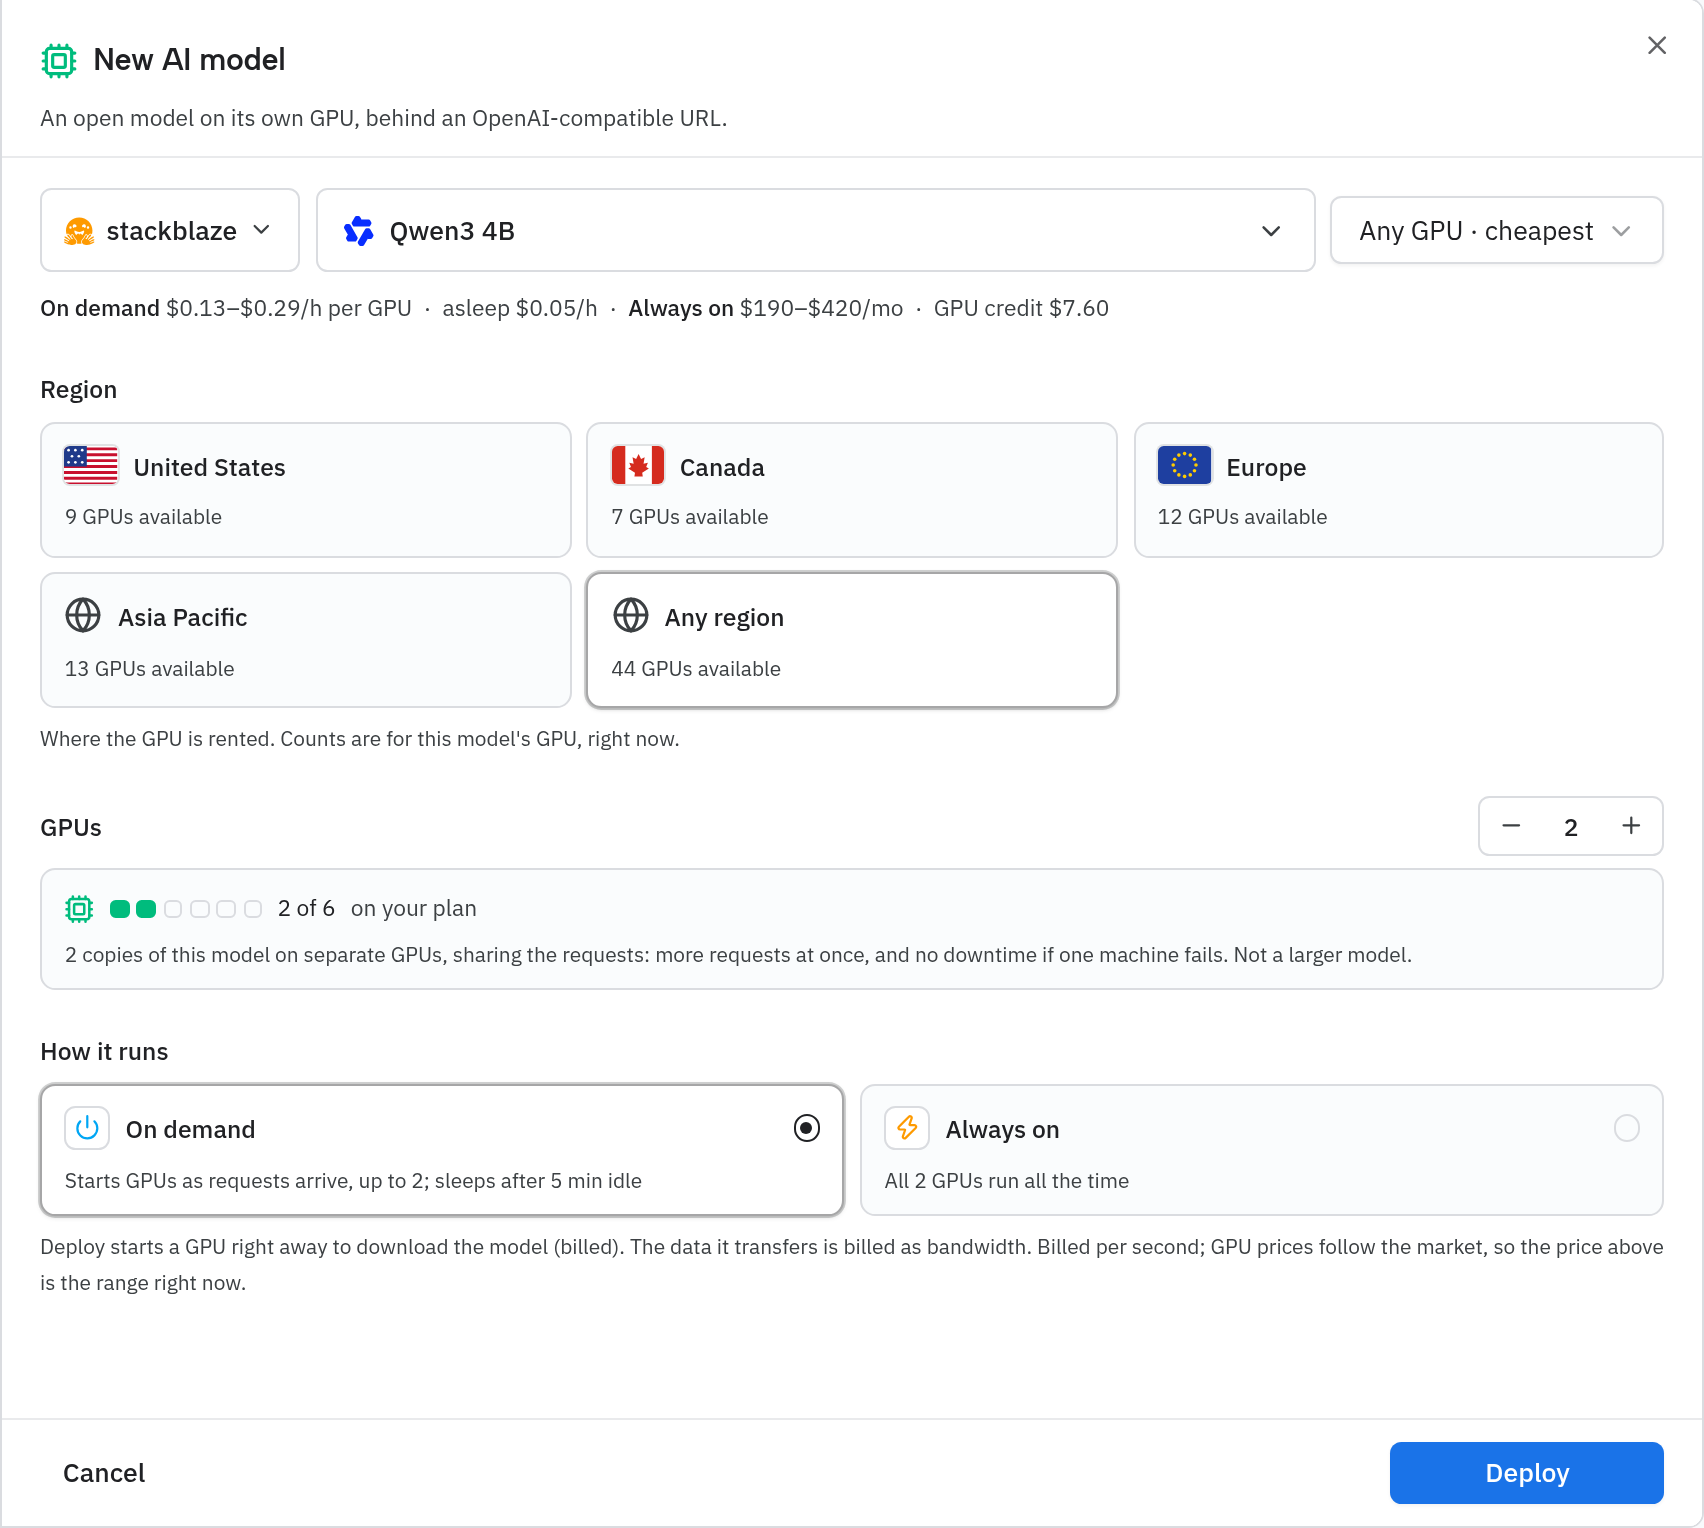 New AI model
An open model on its own GPU, behind an OpenAI-compatible URL.
stackblaze
Qwen3 4B
Any GPU · cheapest
On demand $0.13–$0.29/h per GPU · asleep $0.05/h · Always on $190–$420/mo · GPU credit $7.60
Region
United States
9 GPUs available
Canada
7 GPUs available
Europe
12 GPUs available
Asia Pacific
13 GPUs available
Any region
44 GPUs available
Where the GPU is rented. Counts are for this model's GPU, right now.
GPUs
2
2 of 6 on your plan
2 copies of this model on separate GPUs, sharing the requests: more requests at once, and no downtime if one machine fails. Not a larger model.
How it runs
On demand
Starts GPUs as requests arrive, up to 2; sleeps after 5 min idle
Always on
All 2 GPUs run all the time
Deploy starts a GPU right away to download the model (billed). The data it transfers is billed as bandwidth. Billed per second; GPU prices follow the market, so the price above
is the range right now.
Cancel
Deploy